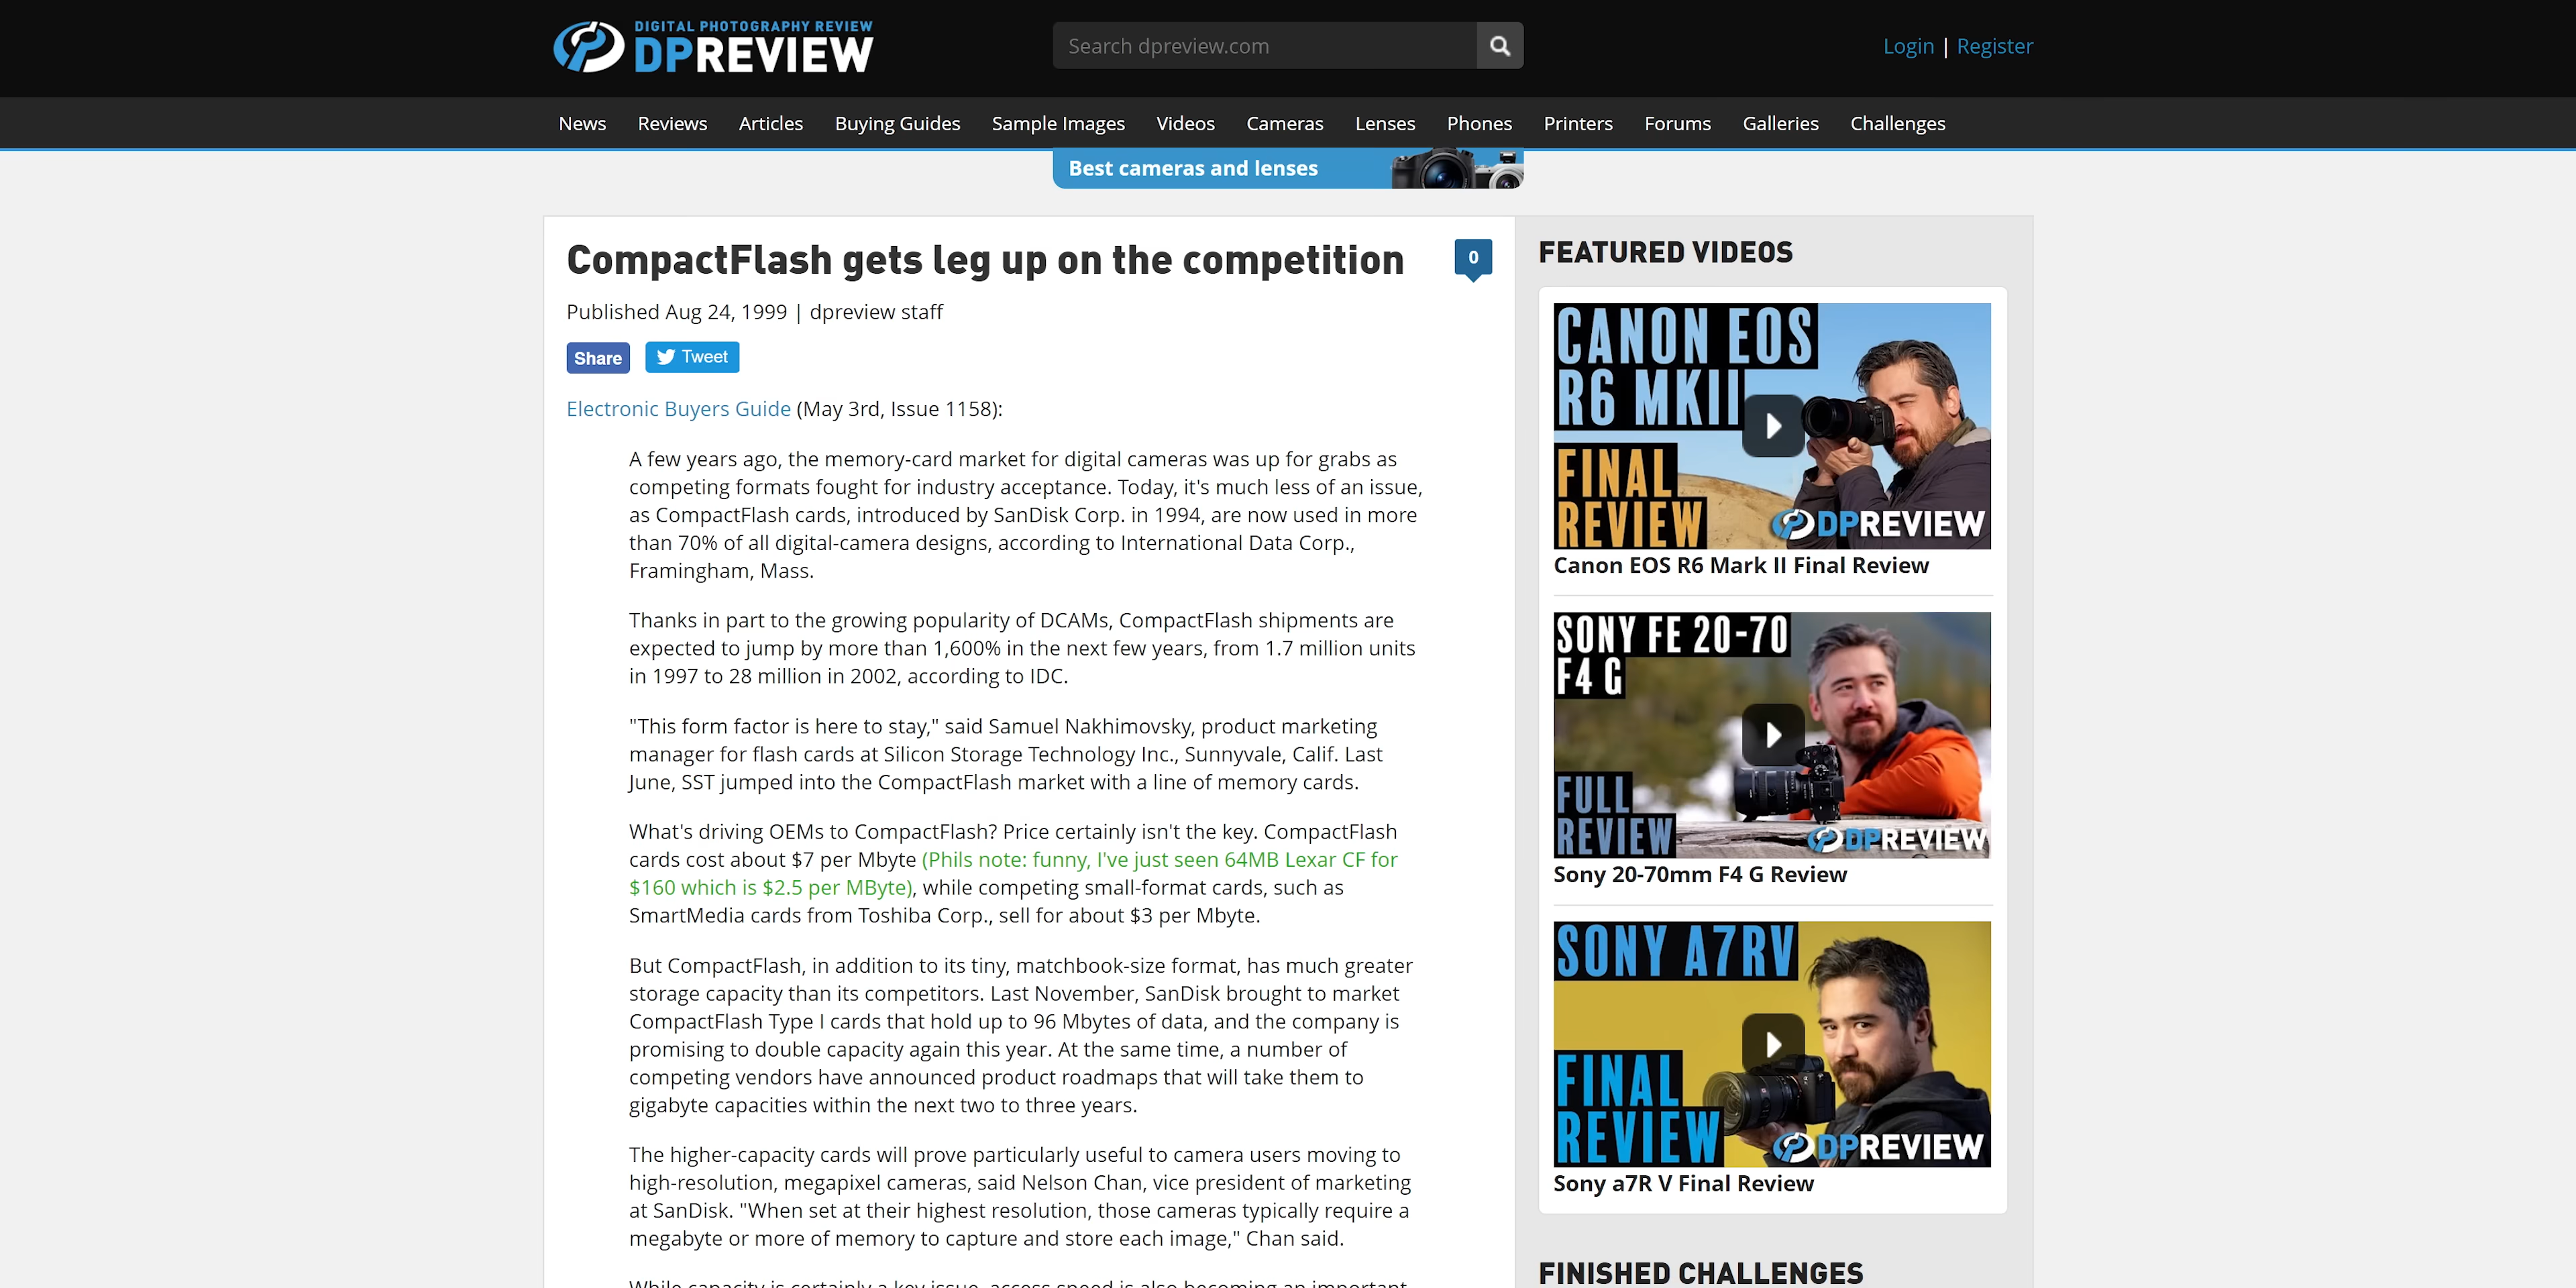 DIGITAL PHOTOGRAPHY REVIEW
DPREVIEW
Search dpreview.com
Login | Register
News Reviews Articles Buying Guides Sample Images Videos Cameras Lenses Phones Printers Forums Galleries Challenges
Best cameras and lenses
CompactFlash gets leg up on the competition
0
Published Aug 24, 1999 | dpreview staff
Share Tweet
Electronic Buyers Guide (May 3rd, Issue 1158):
A few years ago, the memory-card market for digital cameras was up for grabs as
competing formats fought for industry acceptance. Today, it's much less of an issue,
as CompactFlash cards, introduced by SanDisk Corp. in 1994, are now used in more
than 70% of all digital-camera designs, according to International Data Corp.,
Framingham, Mass.
Thanks in part to the growing popularity of DCAMs, CompactFlash shipments are
expected to jump by more than 1,600% in the next few years, from 1.7 million units
in 1997 to 28 million in 2002, according to IDC.
"This form factor is here to stay," said Samuel Nakhimovsky, product marketing
manager for flash cards at Silicon Storage Technology Inc., Sunnyvale, Calif. Last
June, SST jumped into the CompactFlash market with a line of memory cards.
What's driving OEMs to CompactFlash? Price certainly isn't the key. CompactFlash
cards cost about $7 per Mbyte (Phils note: funny, I've just seen 64MB Lexar CF for
$160 which is $2.5 per MByte), while competing small-format cards, such as
SmartMedia cards from Toshiba Corp., sell for about $3 per Mbyte.
But CompactFlash, in addition to its tiny, matchbook-size format, has much greater
storage capacity than its competitors. Last November, SanDisk brought to market
CompactFlash Type I cards that hold up to 96 Mbytes of data, and the company is
promising to double capacity again this year. At the same time, a number of
competing vendors have announced product roadmaps that will take them to
gigabyte capacities within the next two to three years.
The higher-capacity cards will prove particularly useful to camera users moving to
high-resolution, megapixel cameras, said Nelson Chan, vice president of marketing
at SanDisk. "When set at their highest resolution, those cameras typically require a
megabyte or more of memory to capture and store each image," Chan said.
While capacity is certainly a key issue, access speed is also becoming an important
FEATURED VIDEOS
CANON EOS
R6 MKII
FINAL
REVIEW
DPREVIEW
Canon EOS R6 Mark II Final Review
SONY FE 20-70
F4 G
FULL
REVIEW
DPREVIEW
Sony 20-70mm F4 G Review
SONY A7RV
FINAL
REVIEW
DPREVIEW
Sony a7R V Final Review
FINISHED CHALLENGES